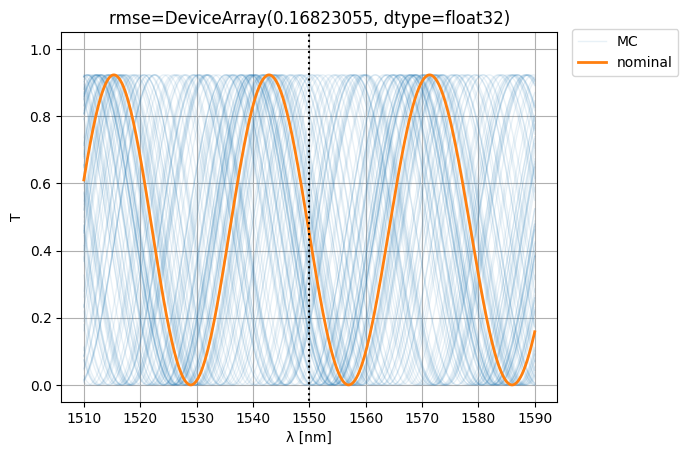 rmse=DeviceArray(0.16823055, dtype=float32)
MC
nominal
1.0
0.8
0.6
0.4
0.2
0.0
T
1510 1520 1530 1540 1550 1560 1570 1580 1590
λ [nm]